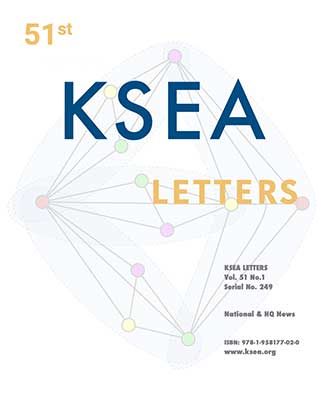 51st
KSEA
LETTERS
KSEA LETTERS
Vol. 51 No.1
Serial No. 249
National & HQ News
ISBN: 978-1-958177-02-0
www.ksea.org